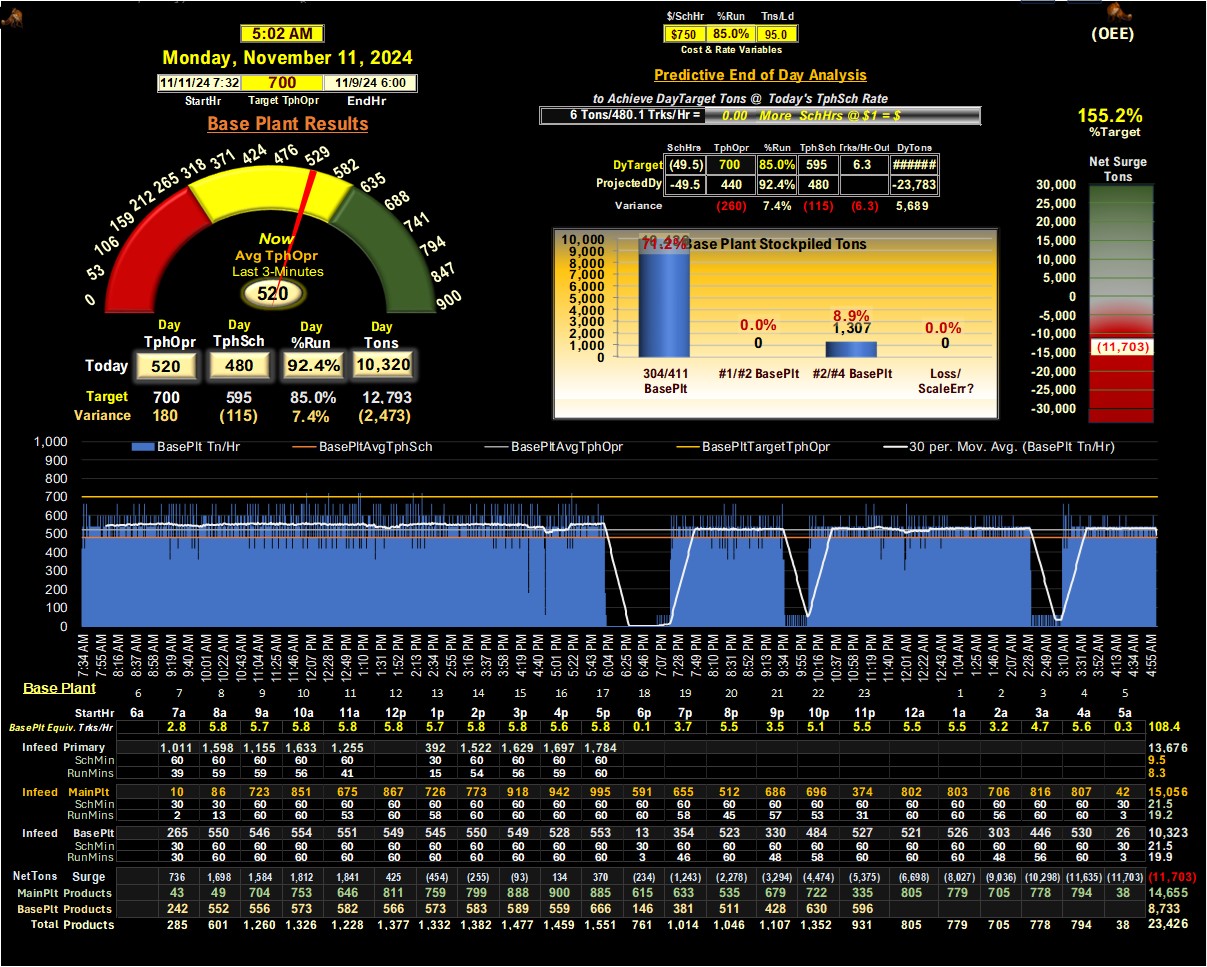 $/SchHr %Run Tns/Ld
$750 85.0% 95.0
Cost & Rate Variables
5:02 AM
Monday, November 11, 2024
11/11/24 7:32 700 11/9/24 6:00
StartHr Target TphOpr EndHr
Base Plant Results
(OEE)
155.2%
%Target
Predictive End of Day Analysis
to Achieve DayTarget Tons @ Today's TphSch Rate
6 Tons/480.1 Trks/Hr = 0.00 More SchHrs @ $1 = $
SchHrs TphOpr %Run TphSch Trks/Hr-Out DyTons
DyTarget (49.5) 700 85.0% 595 6.3 ######
ProjectedDy -49.5 440 92.4% 480 -23,783
Variance (260) 7.4% (115) (6.3) 5,689
0 53 106 159 212 265 318 371 424 476 529 582 635 688 741 794 847 900
Now
Avg TphOpr
Last 3-Minutes
520
Day Day Day Day
TphOpr TphSch %Run Tons
Today 520 480 92.4% 10,320
Target 700 595 85.0% 12,793
Variance 180 (115) 7.4% (2,473)
Base Plant Stockpiled Tons
10,000
9,000
8,000
7,000
6,000
5,000
4,000
3,000
2,000
1,000
0
71.2%
0.0% 8.9% 0.0%
0 1,307 0
304/411 BasePlt
#1/#2 BasePlt
#2/#4 BasePlt
Loss/ ScaleErr?
Net Surge
Tons
30,000
25,000
20,000
15,000
10,000
5,000
0
-5,000
-10,000
-15,000
-20,000
-25,000
-30,000
(11,703)
BasePlt Tn/Hr BasePltAvgTphSch BasePltAvgTphOpr BasePltTargetTphOpr 30 per. Mov. Avg. (BasePlt Tn/Hr)
1,000
900
800
700
600
500
400
300
200
100
0
7:34 AM 7:55 AM 8:16 AM 8:37 AM 8:58 AM 9:19 AM 9:40 AM 10:01 AM 10:22 AM 10:43 AM 11:04 AM 11:25 AM 11:46 AM 12:07 PM 12:28 PM 12:49 PM 1:10 PM 1:31 PM 1:52 PM 2:13 PM 2:34 PM 2:55 PM 3:16 PM 3:37 PM 3:58 PM 4:19 PM 4:40 PM 5:01 PM 5:22 PM 5:43 PM 6:04 PM 6:25 PM 6:46 PM 7:07 PM 7:28 PM 7:49 PM 8:10 PM 8:31 PM 8:52 PM 9:13 PM 9:34 PM 9:55 PM 10:16 PM 10:37 PM 10:58 PM 11:19 PM 11:40 PM 12:01 AM 12:22 AM 12:43 AM 1:04 AM 1:25 AM 1:46 AM 2:07 AM 2:28 AM 2:49 AM 3:10 AM 3:31 AM 3:52 AM 4:13 AM 4:34 AM 4:55 AM
Base Plant 6 7 8 9 10 11 12 13 14 15 16 17 18 19 20 21 22 23 1 2 3 4 5
StartHr 6a 7a 8a 9a 10a 11a 12p 1p 2p 3p 4p 5p 6p 7p 8p 9p 10p 11p 12a 1a 2a 3a 4a 5a
BasePlt Equiv. Trks/Hr 2.8 5.8 5.7 5.8 5.8 5.8 5.7 5.8 5.8 5.6 5.8 0.1 3.7 5.5 3.5 5.1 5.5 5.5 5.5 3.2 4.7 5.6 0.3 108.4
Infeed Primary 1,011 1,598 1,155 1,633 1,255 392 1,522 1,629 1,697 1,784 13,676
SchMin 60 60 60 60 60 30 60 60 60 60 9.5
RunMins 39 59 59 56 41 15 54 56 59 60 8.3
Infeed MainPlt 10 86 723 851 675 867 726 773 918 942 995 591 655 512 686 696 374 802 803 706 816 807 42 15,056
SchMin 30 30 60 60 60 60 60 60 60 60 60 60 60 60 60 60 60 60 60 60 60 60 30 21.5
RunMins 2 13 60 60 53 60 58 60 60 60 60 60 58 45 57 53 31 60 60 56 60 60 3 19.2
Infeed BasePlt 265 550 546 554 551 549 545 550 549 528 553 13 354 523 330 484 527 521 526 303 446 530 26 10,323
SchMin 30 60 60 60 60 60 60 60 60 60 60 30 60 60 60 60 60 60 60 60 60 60 30 21.5
RunMins 30 60 60 60 60 60 60 60 60 60 60 3 46 60 48 58 60 60 60 48 56 60 3 19.9
NetTons Surge 736 1,698 1,584 1,812 1,841 425 (454) (255) (93) 134 370 (234) (1,243) (2,278) (3,294) (4,474) (5,375) (6,698) (8,027) (9,036) (10,298) (11,635) (11,703) (11,703)
MainPlt Products 43 49 704 753 646 811 759 799 888 900 885 615 633 535 679 722 335 805 779 705 778 794 38 14,655
BasePlt Products 242 552 556 573 582 566 573 583 589 559 666 146 381 511 428 630 596 8,733
Total Products 285 601 1,260 1,326 1,228 1,377 1,332 1,382 1,477 1,459 1,551 761 1,014 1,046 1,107 1,352 931 805 779 705 778 794 38 23,426